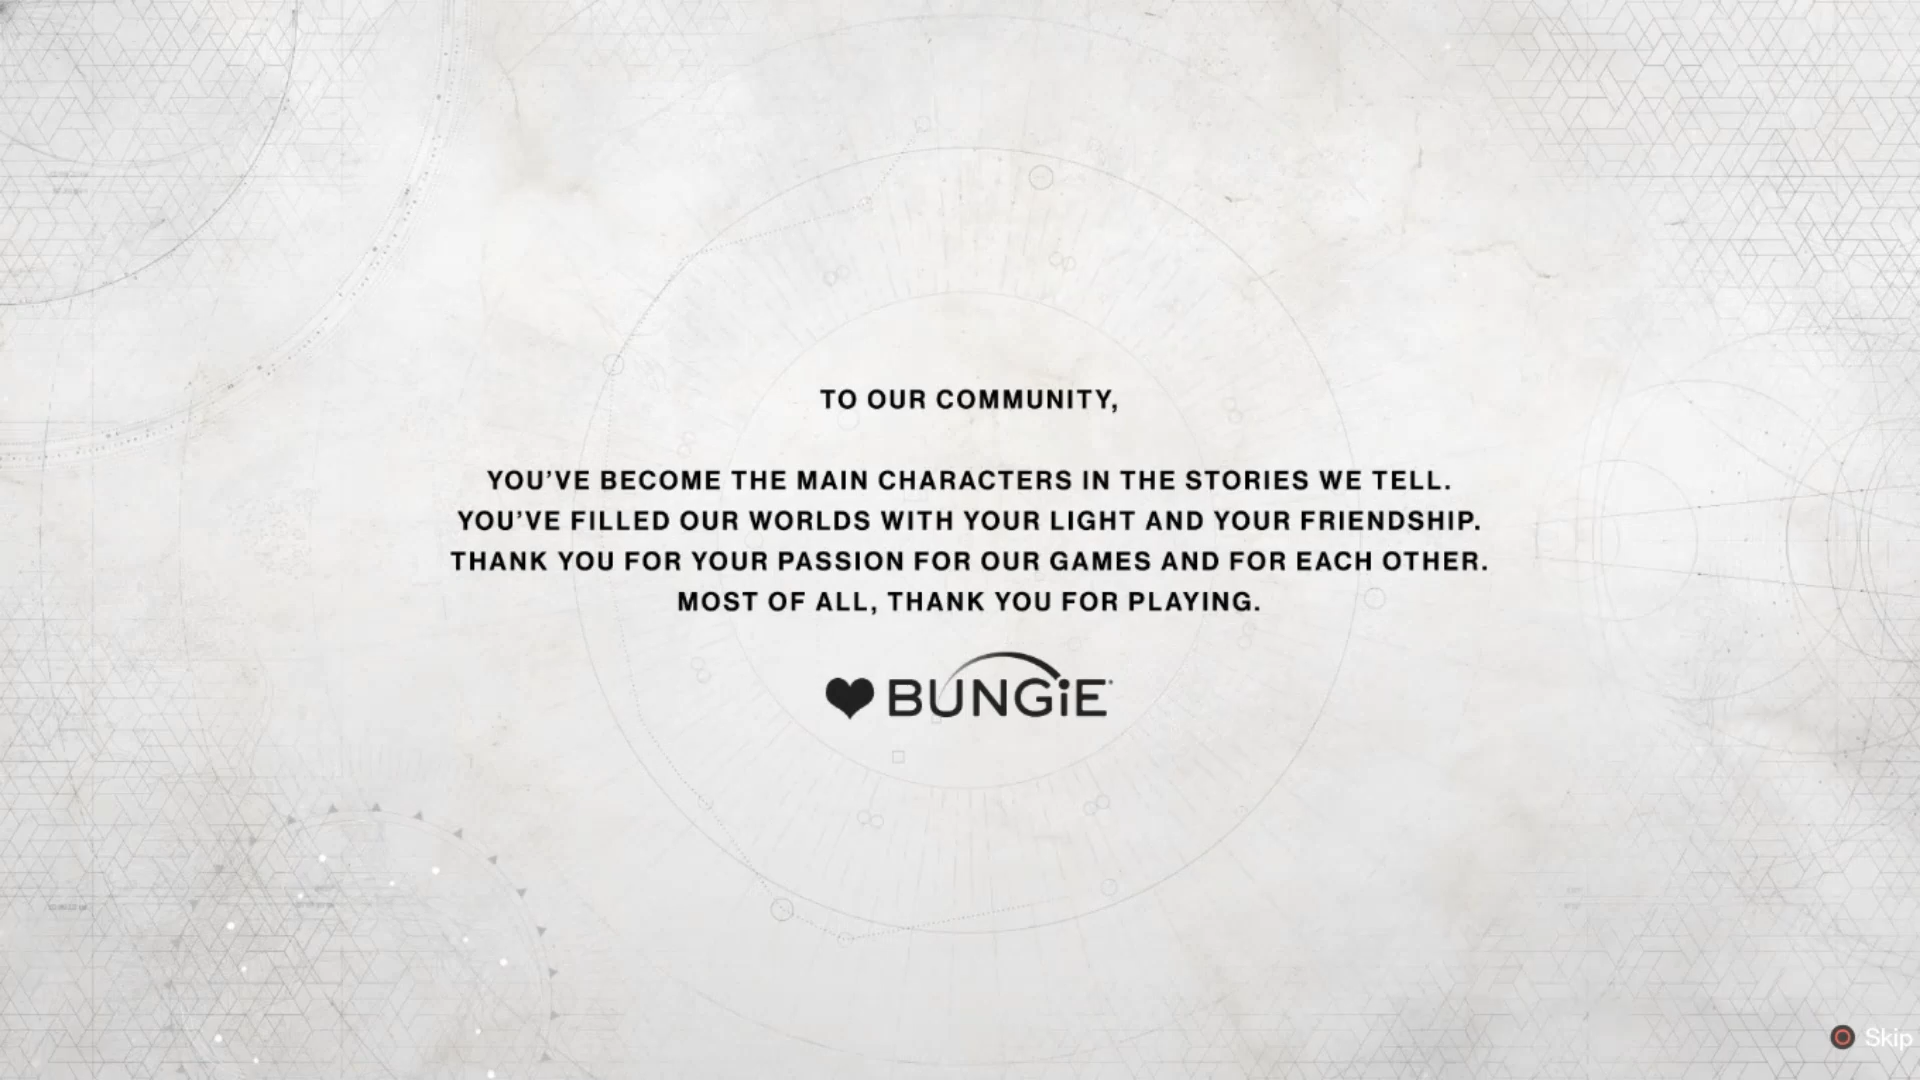 TO OUR COMMUNITY,
YOU'VE BECOME THE MAIN CHARACTERS IN THE STORIES WE TELL.
YOU'VE FILLED OUR WORLDS WITH YOUR LIGHT AND YOUR FRIENDSHIP.
THANK YOU FOR YOUR PASSION FOR OUR GAMES AND FOR EACH OTHER.
MOST OF ALL, THANK YOU FOR PLAYING.
BUNGiE
Skip